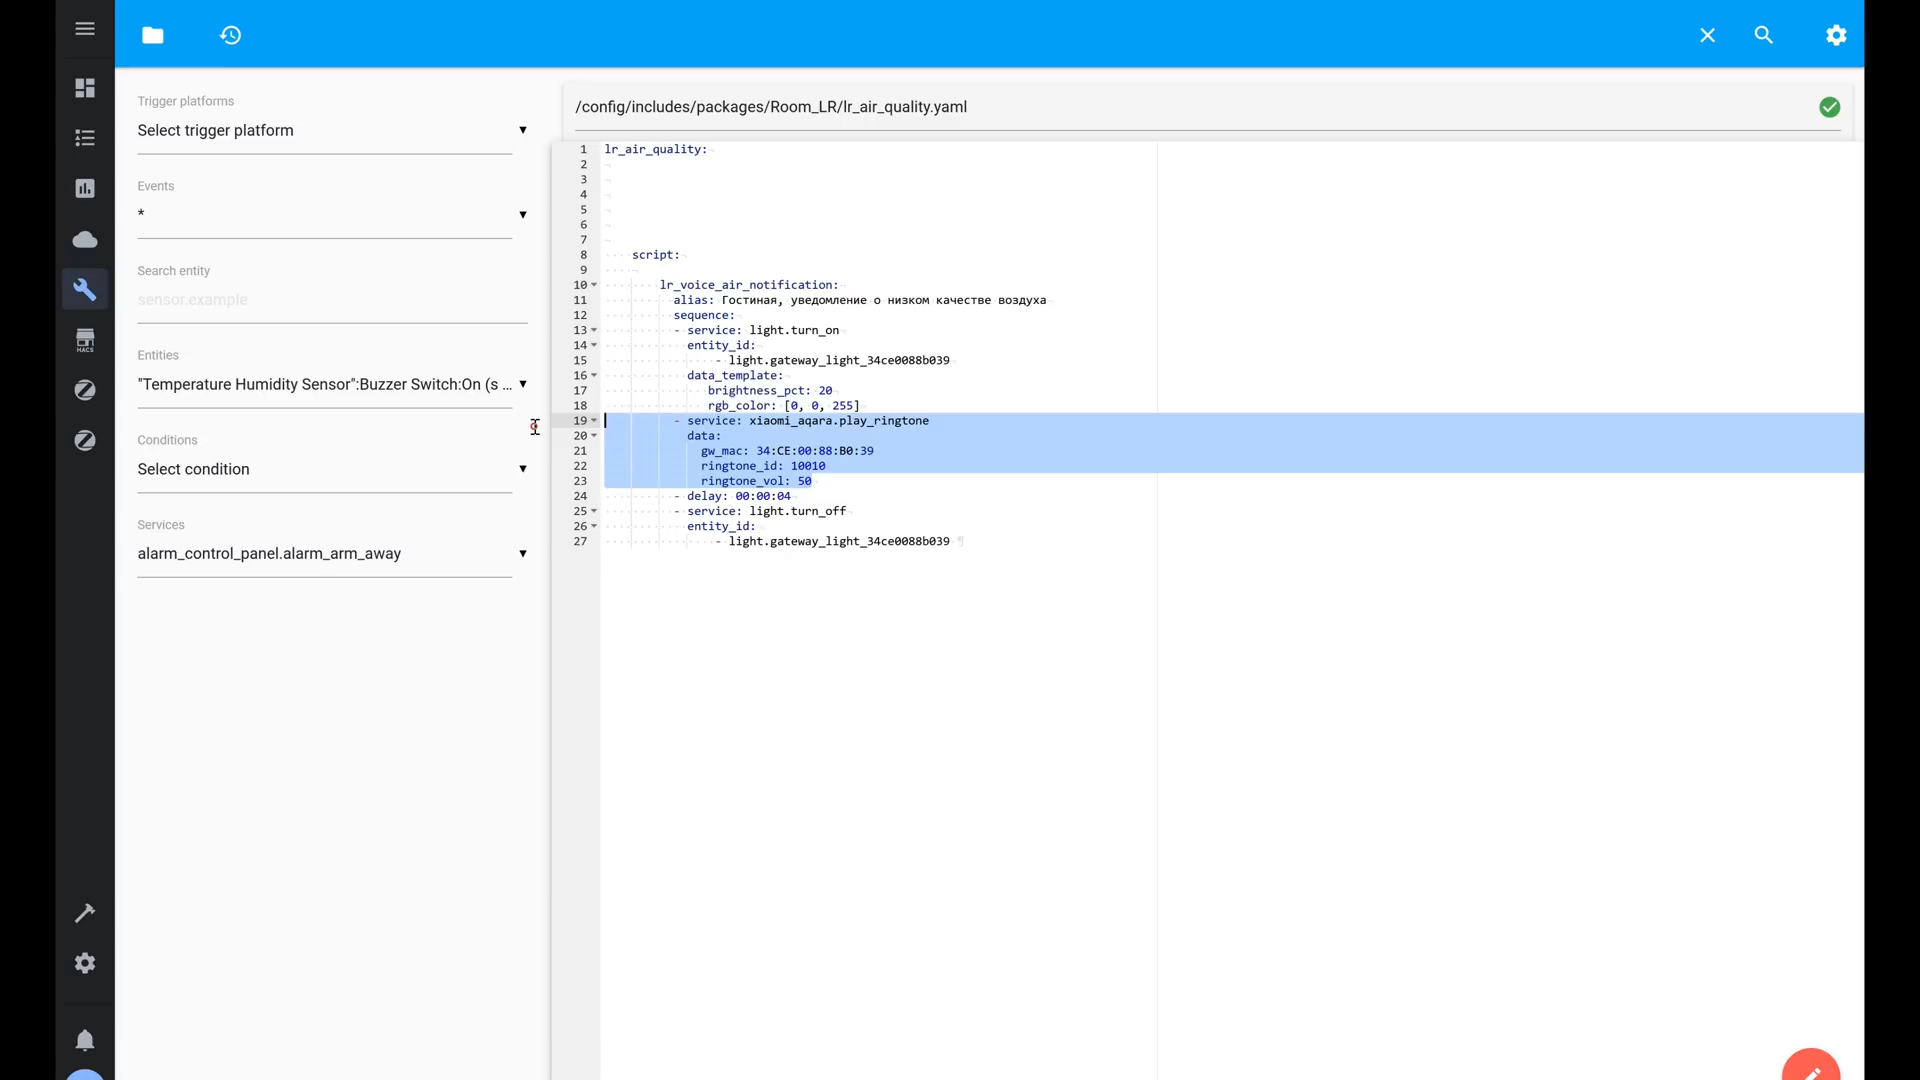 Trigger platforms
Select trigger platform
Events
*
Search entity
sensor.example
Entities
"Temperature Humidity Sensor":Buzzer Switch:On (s ...
Conditions
Select condition
Services
alarm_control_panel.alarm_arm_away
HACS
/config/includes/packages/Room_LR/lr_air_quality.yaml
1 lr_air_quality:
2
3
4
5
6
7
8 script:
9
10 lr_voice_air_notification:
11 alias: Гостиная, уведомление о низком качестве воздуха
12 sequence:
13 - service: light.turn_on
14 entity_id:
15 - light.gateway_light_34ce0088b039
16 data_template:
17 brightness_pct: 20
18 rgb_color: [0, 0, 255]
19 - service: xiaomi_aqara.play_ringtone
20 data:
21 gw_mac: 34:CE:00:88:B0:39
22 ringtone_id: 10010
23 ringtone_vol: 50
24 - delay: 00:00:04
25 - service: light.turn_off
26 entity_id:
27 - light.gateway_light_34ce0088b039